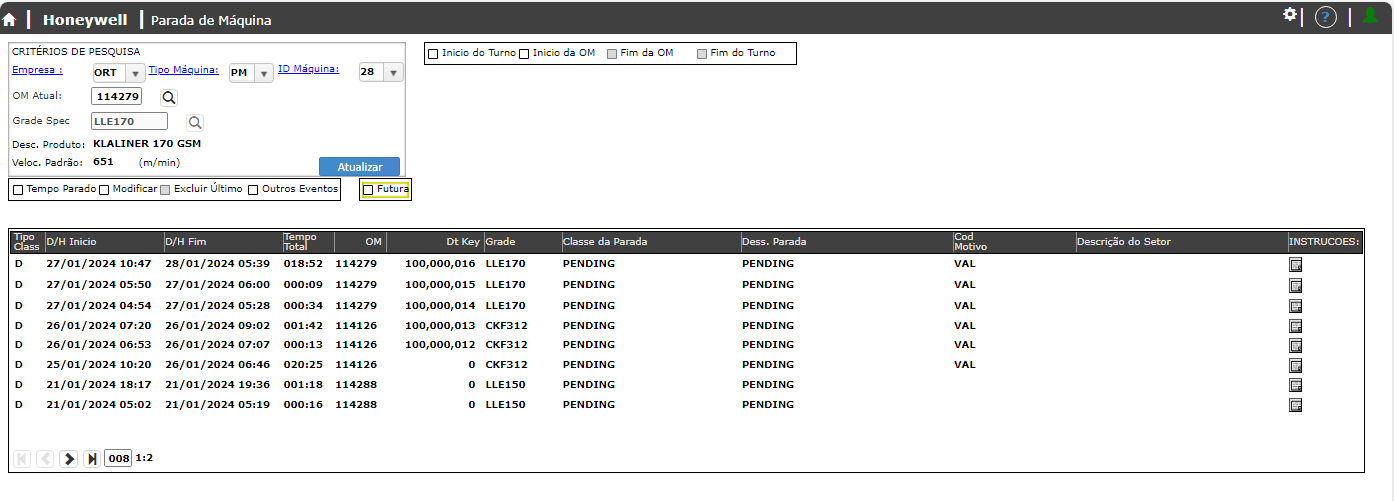 Honeywell Parada de Máquina ?
CRITÉRIOS DE PESQUISA
Empresa : ORT Tipo Máquina: PM ID Máquina: 28
OM Atual: 114279
Grade Spec LLE170
Desc. Produto: KLALINER 170 GSM
Veloc. Padrão: 651 (m/min)
Atualizar
Inicio do Turno Inicio da OM Fim da OM Fim do Turno
Tempo Parado Modificar Excluir Último Outros Eventos Futura
Tipo Class D/H Inicio D/H Fim Tempo Total OM Dt Key Grade Classe da Parada Dess. Parada Cod Motivo Descrição do Setor INSTRUCOES:
D 27/01/2024 10:47 28/01/2024 05:39 018:52 114279 100,000,016 LLE170 PENDING PENDING VAL
D 27/01/2024 05:50 27/01/2024 06:00 000:09 114279 100,000,015 LLE170 PENDING PENDING VAL
D 27/01/2024 04:54 27/01/2024 05:28 000:34 114279 100,000,014 LLE170 PENDING PENDING VAL
D 26/01/2024 07:20 26/01/2024 09:02 001:42 114126 100,000,013 CKF312 PENDING PENDING VAL
D 26/01/2024 06:53 26/01/2024 07:07 000:13 114126 100,000,012 CKF312 PENDING PENDING VAL
D 25/01/2024 10:20 26/01/2024 06:46 020:25 114126 0 CKF312 PENDING PENDING VAL
D 21/01/2024 18:17 21/01/2024 19:36 001:18 114288 0 LLE150 PENDING PENDING
D 21/01/2024 05:02 21/01/2024 05:19 000:16 114288 0 LLE150 PENDING PENDING
008 1:2